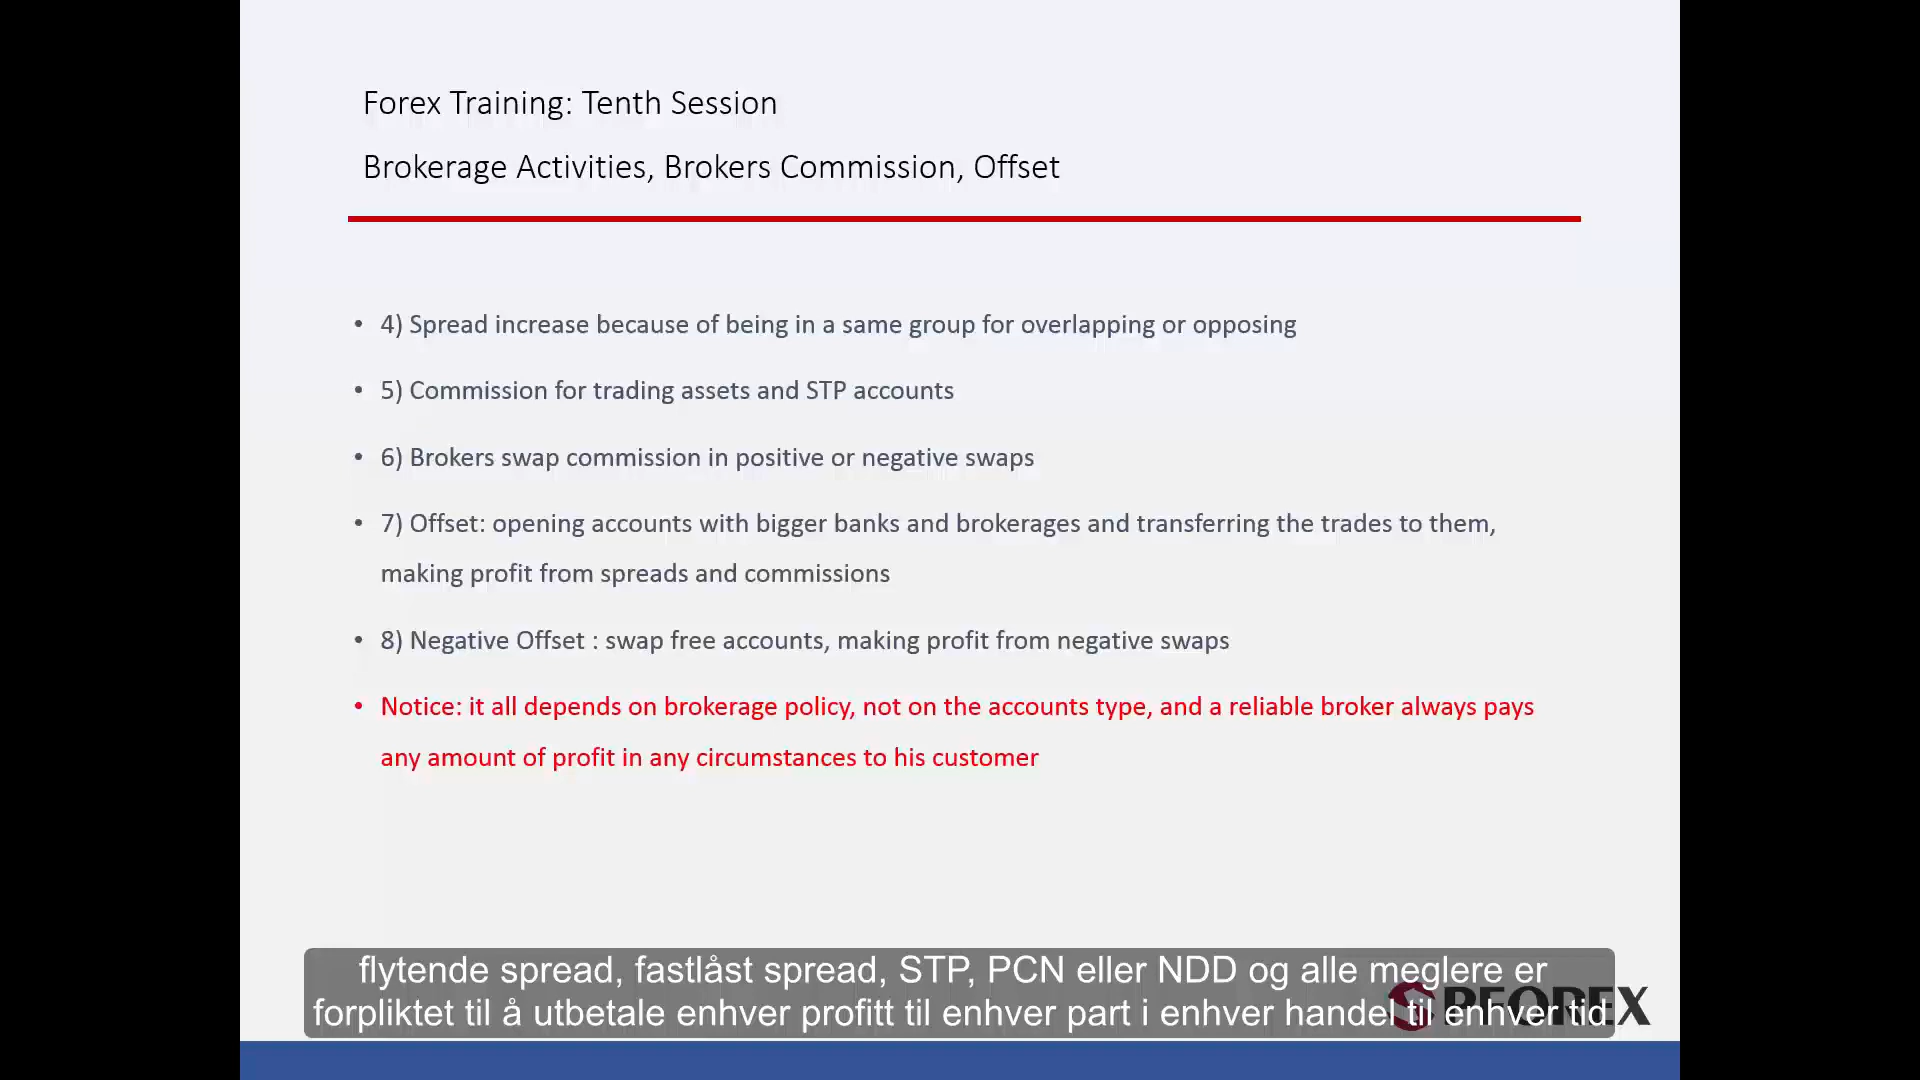 Forex Training: Tenth Session
Brokerage Activities, Brokers Commission, Offset
• 4) Spread increase because of being in a same group for overlapping or opposing
• 5) Commission for trading assets and STP accounts
• 6) Brokers swap commission in positive or negative swaps
• 7) Offset: opening accounts with bigger banks and brokerages and transferring the trades to them,
making profit from spreads and commissions
• 8) Negative Offset : swap free accounts, making profit from negative swaps
• Notice: it all depends on brokerage policy, not on the accounts type, and a reliable broker always pays
any amount of profit in any circumstances to his customer
flytende spread, fastlåst spread, STP, PCN eller NDD og alle meglere er
forpliktet til å utbetale enhver profitt til enhver part i enhver handel til enhver tid